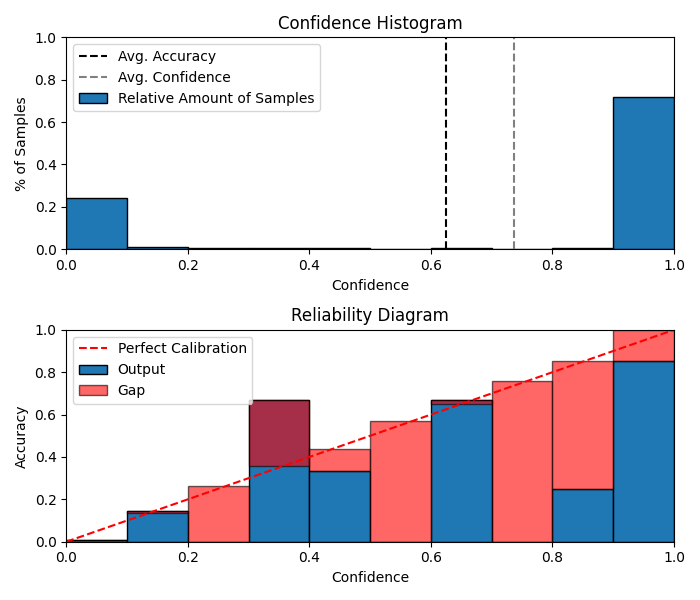 Confidence Histogram
1.0
0.8
0.6
0.4
0.2
0.0
% of Samples
Avg. Accuracy
Avg. Confidence
Relative Amount of Samples
0.0 0.2 0.4 0.6 0.8 1.0
Confidence
Reliability Diagram
1.0
0.8
0.6
0.4
0.2
0.0
Accuracy
Perfect Calibration
Output
Gap
0.0 0.2 0.4 0.6 0.8 1.0
Confidence